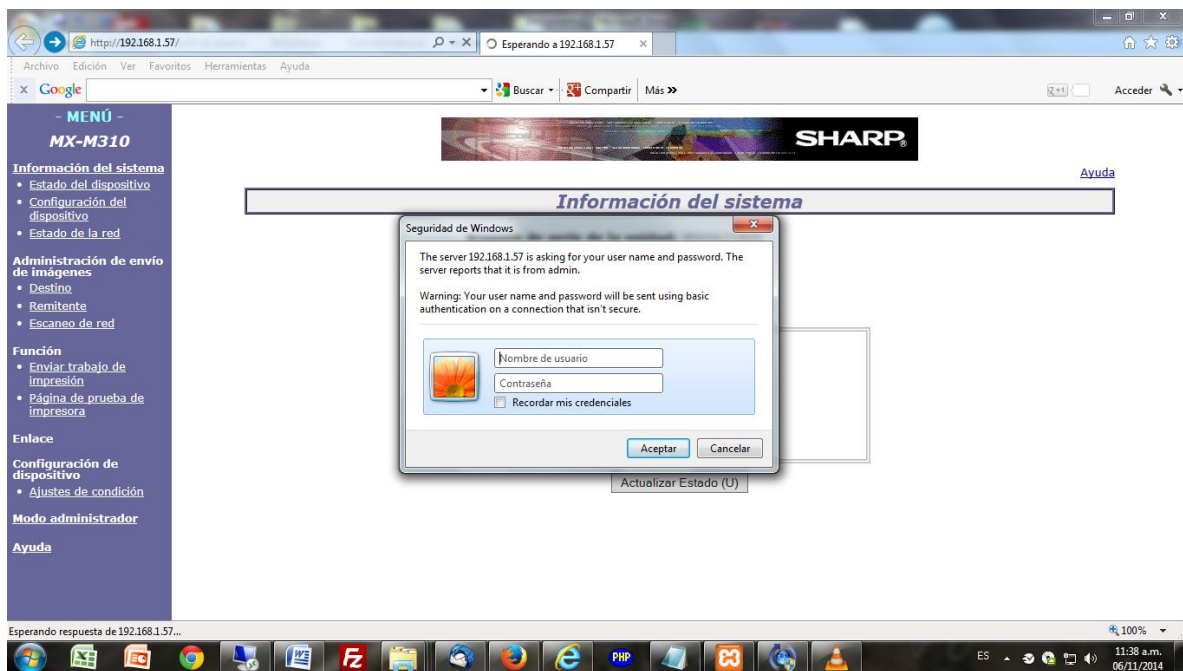 http://192.168.1.57/
Esperando a 192.168.1.57
Archivo Edición Ver Favoritos Herramientas Ayuda
x Google
Buscar
Compartir
Más »
Acceder
- MENÚ -
MX-M310
Información del sistema
• Estado del dispositivo
• Configuración del
dispositivo
• Estado de la red
Administración de envío
de imágenes
• Destino
• Remitente
• Escaneo de red
Función
• Enviar trabajo de
impresión
• Página de prueba de
impresora
Enlace
Configuración de
dispositivo
• Ajustes de condición
Modo administrador
Ayuda
SHARP®
Ayuda
Información del sistema
Seguridad de Windows
The server 192.168.1.57 is asking for your user name and password. The
server reports that it is from admin.
Warning: Your user name and password will be sent using basic
authentication on a connection that isn't secure.
Nombre de usuario
Contraseña
Recordar mis credenciales
Aceptar
Cancelar
Actualizar Estado (U)
Esperando respuesta de 192.168.1.57...
100%
PHP
ES
11:38 a.m.
06/11/2014